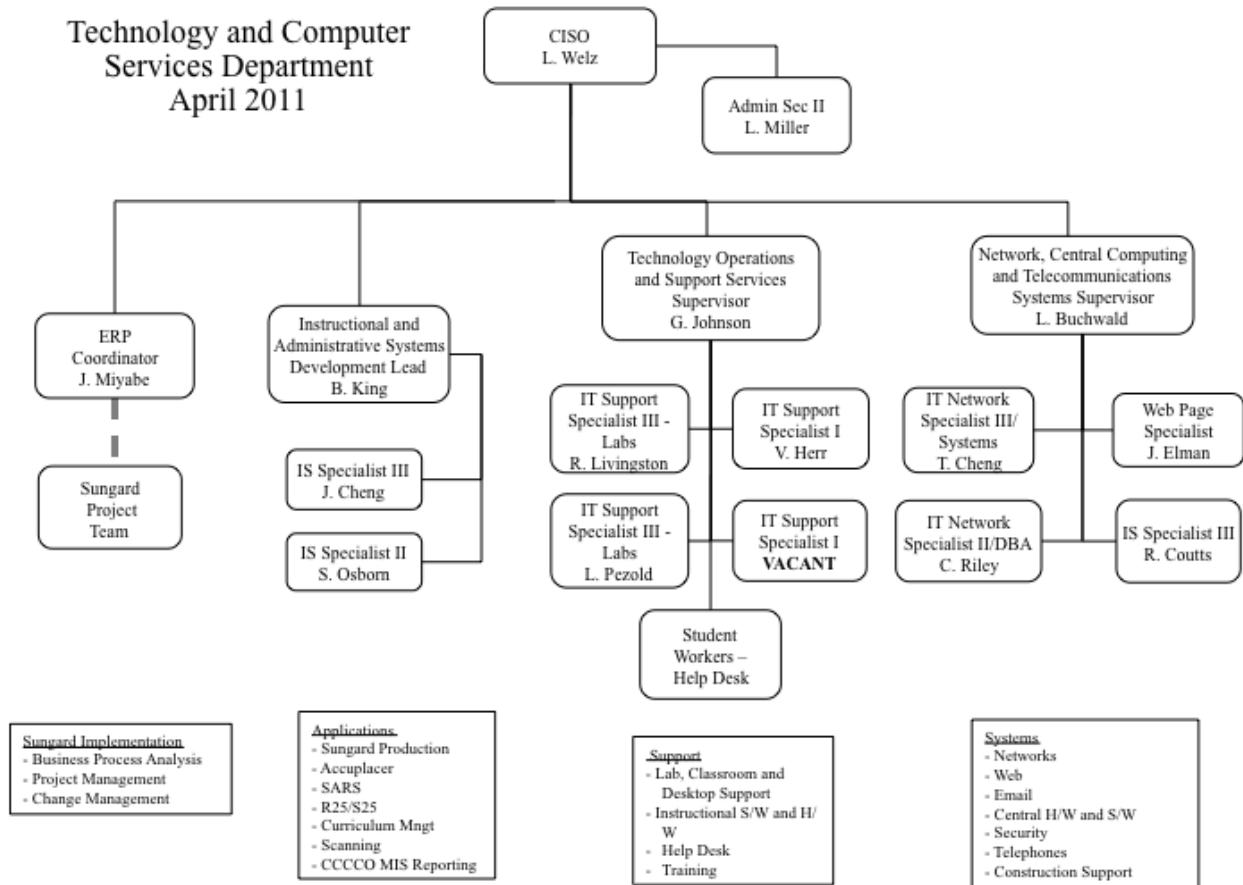 Technology and Computer
Services Department
April 2011
CISO
L. Welz
Admin Sec II
L. Miller
ERP
Coordinator
J. Miyabe
Sungard
Project
Team
Instructional and
Administrative Systems
Development Lead
B. King
IS Specialist III
J. Cheng
IS Specialist II
S. Osborn
Technology Operations
and Support Services
Supervisor
G. Johnson
IT Support
Specialist III -
Labs
R. Livingston
IT Support
Specialist I
V. Herr
IT Support
Specialist III -
Labs
L. Pezold
IT Support
Specialist I
VACANT
Student
Workers –
Help Desk
Network, Central Computing
and Telecommunications
Systems Supervisor
L. Buchwald
IT Network
Specialist III/
Systems
T. Cheng
Web Page
Specialist
J. Elman
IT Network
Specialist II/DBA
C. Riley
IS Specialist III
R. Coutts
Sungard Implementation
- Business Process Analysis
- Project Management
- Change Management
Applications
- Sungard Production
- Accuplacer
- SARS
- R25/S25
- Curriculum Mngt
- Scanning
- CCCCO MIS Reporting
Support
- Lab, Classroom and
Desktop Support
- Instructional S/W and H/
W
- Help Desk
- Training
Systems
- Networks
- Web
- Email
- Central H/W and S/W
- Security
- Telephones
- Construction Support